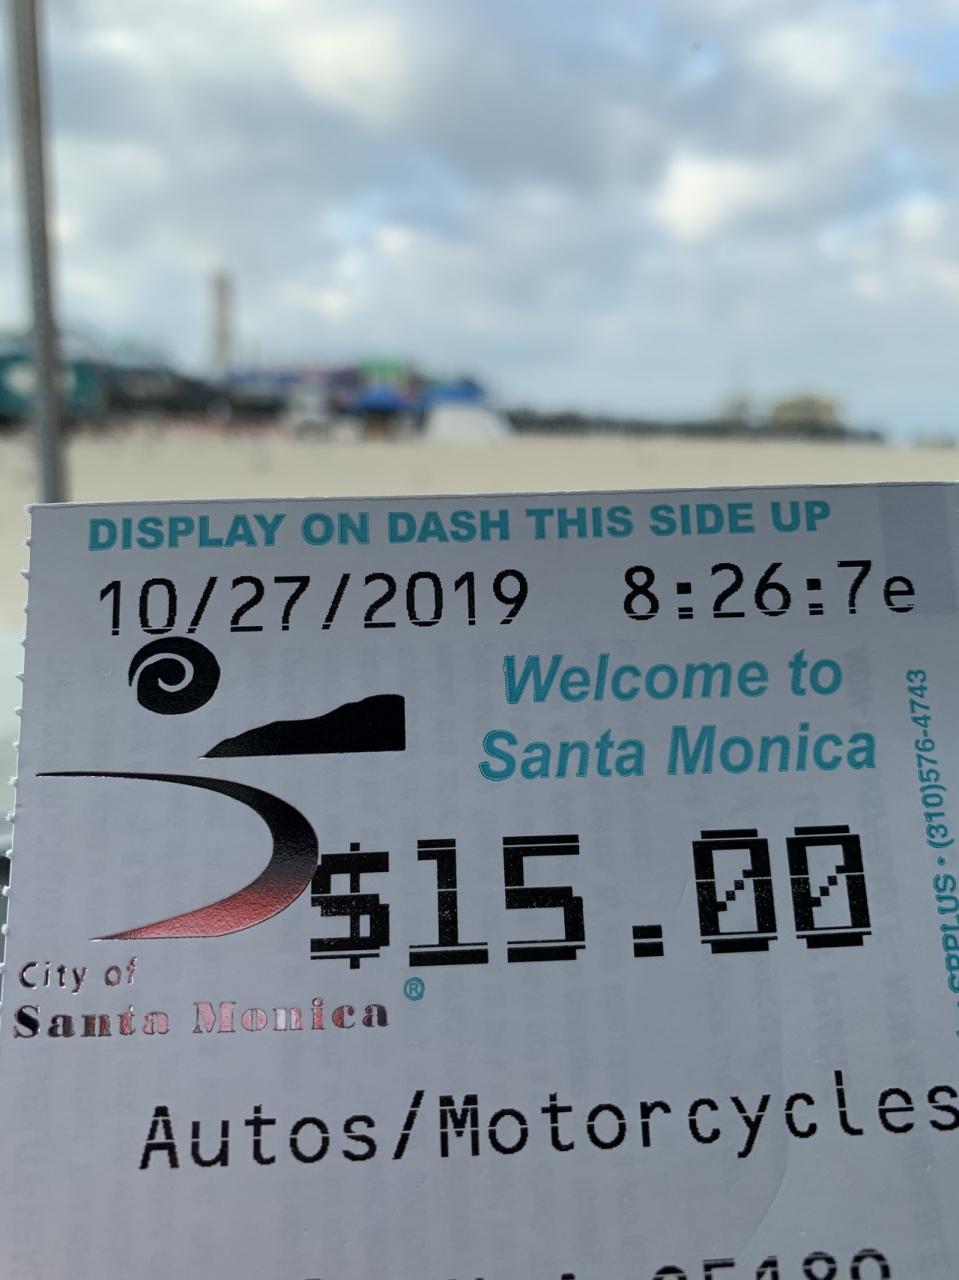 DISPLAY ON DASH THIS SIDE UP
10/27/2019 8:26:7e
Welcome to
Santa Monica
$15.00
City of
Santa Monica®
Autos/Motorcycles
(310)576-4743